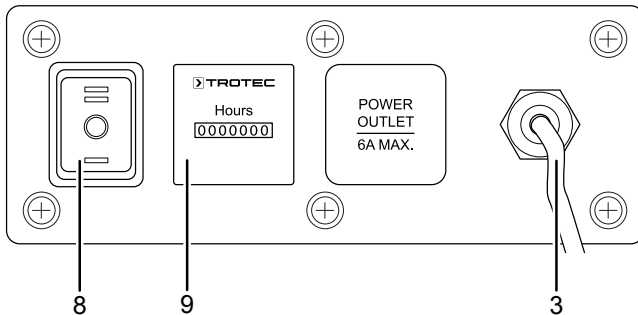 TROTEC
Hours
0000000
POWER
OUTLET
6A MAX.
8
9
3